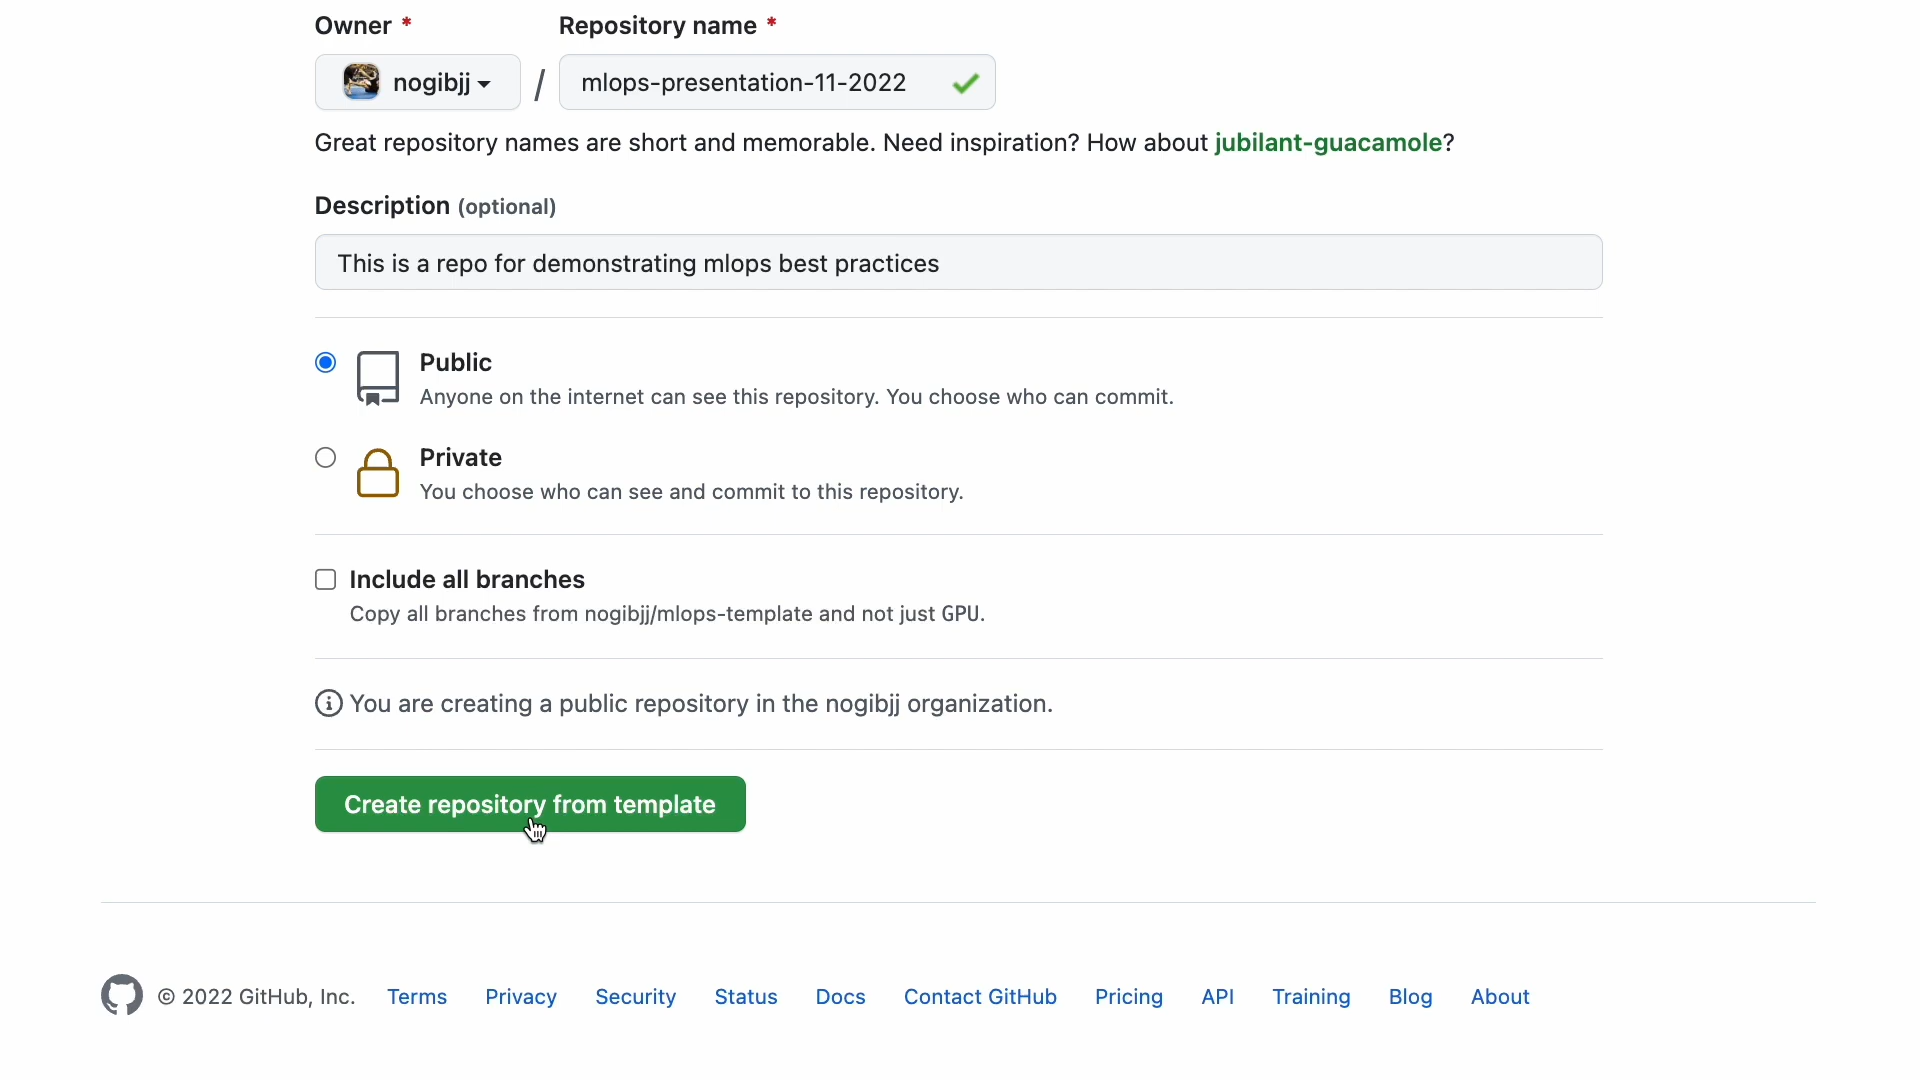 Owner * Repository name *
nogibjj / mlops-presentation-11-2022
Great repository names are short and memorable. Need inspiration? How about jubilant-guacamole?
Description (optional)
This is a repo for demonstrating mlops best practices
Public
Anyone on the internet can see this repository. You choose who can commit.
Private
You choose who can see and commit to this repository.
Include all branches
Copy all branches from nogibjj/mlops-template and not just GPU.
You are creating a public repository in the nogibjj organization.
Create repository from template
© 2022 GitHub, Inc. Terms Privacy Security Status Docs Contact GitHub Pricing API Training Blog About